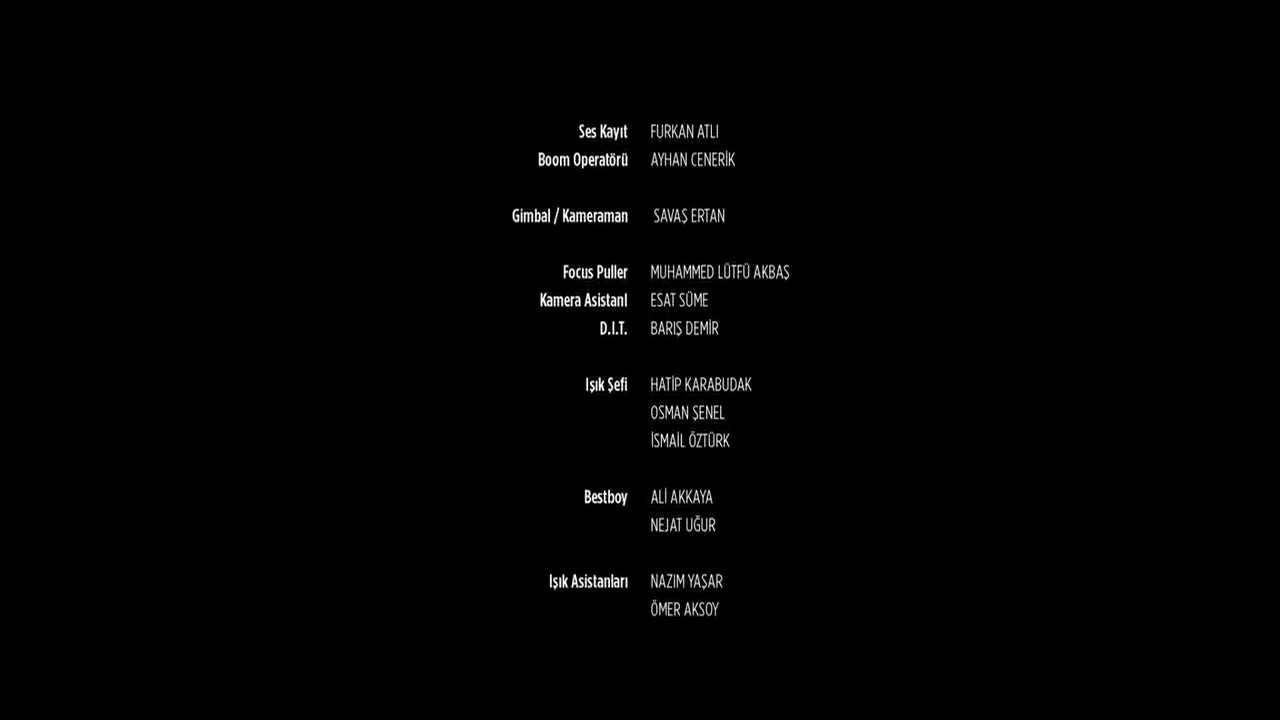 Ses Kayıt FURKAN ATLI
Boom Operatörü AYHAN CENERİK
Gimbal / Kameraman SAVAŞ ERTAN
Focus Puller MUHAMMED LÜTFÜ AKBAŞ
Kamera Asistanl ESAT SÜME
D.I.T. BARIŞ DEMİR
Işık Şefi HATİP KARABUDAK
OSMAN ŞENEL
İSMAİL ÖZTÜRK
Bestboy ALİ AKKAYA
NEJAT UĞUR
Işık Asistanları NAZIM YAŞAR
ÖMER AKSOY